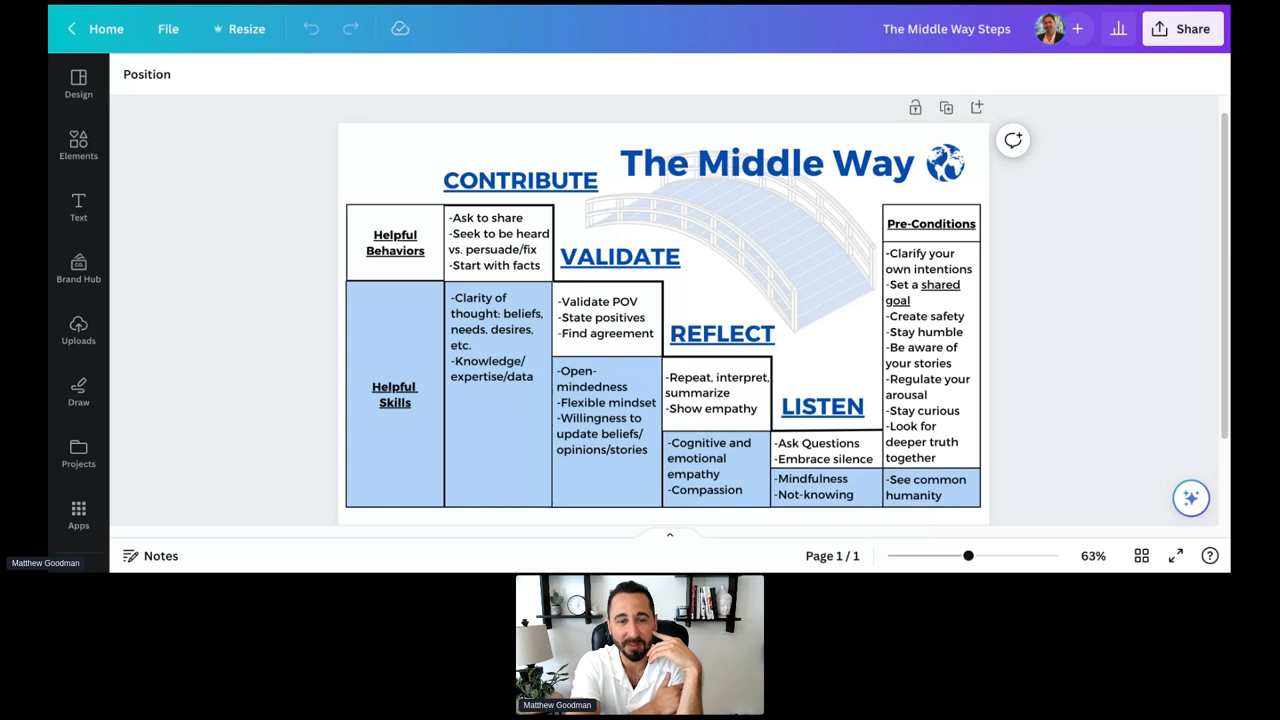 Home
File
Resize
The Middle Way Steps
Share
Design
Elements
Text
Brand Hub
Uploads
Draw
Projects
Apps
Position
The Middle Way
CONTRIBUTE
Helpful
Behaviors
-Ask to share
-Seek to be heard
vs. persuade/fix
-Start with facts
VALIDATE
Pre-Conditions
-Clarify your
own intentions
-Set a shared
goal
-Create safety
-Stay humble
-Be aware of
your stories
-Regulate your
arousal
-Stay curious
-Look for
deeper truth
together
-See common
humanity
Helpful
Skills
-Clarity of
thought: beliefs,
needs, desires,
etc.
-Knowledge/
expertise/data
-Validate POV
-State positives
-Find agreement
-Open-
mindedness
-Flexible mindset
-Willingness to
update beliefs/
opinions/stories
REFLECT
-Repeat, interpret,
summarize
-Show empathy
-Cognitive and
emotional
empathy
-Compassion
LISTEN
-Ask Questions
-Embrace silence
-Mindfulness
-Not-knowing
Notes
Page 1 / 1
63%
Matthew Goodman
Matthew Goodman